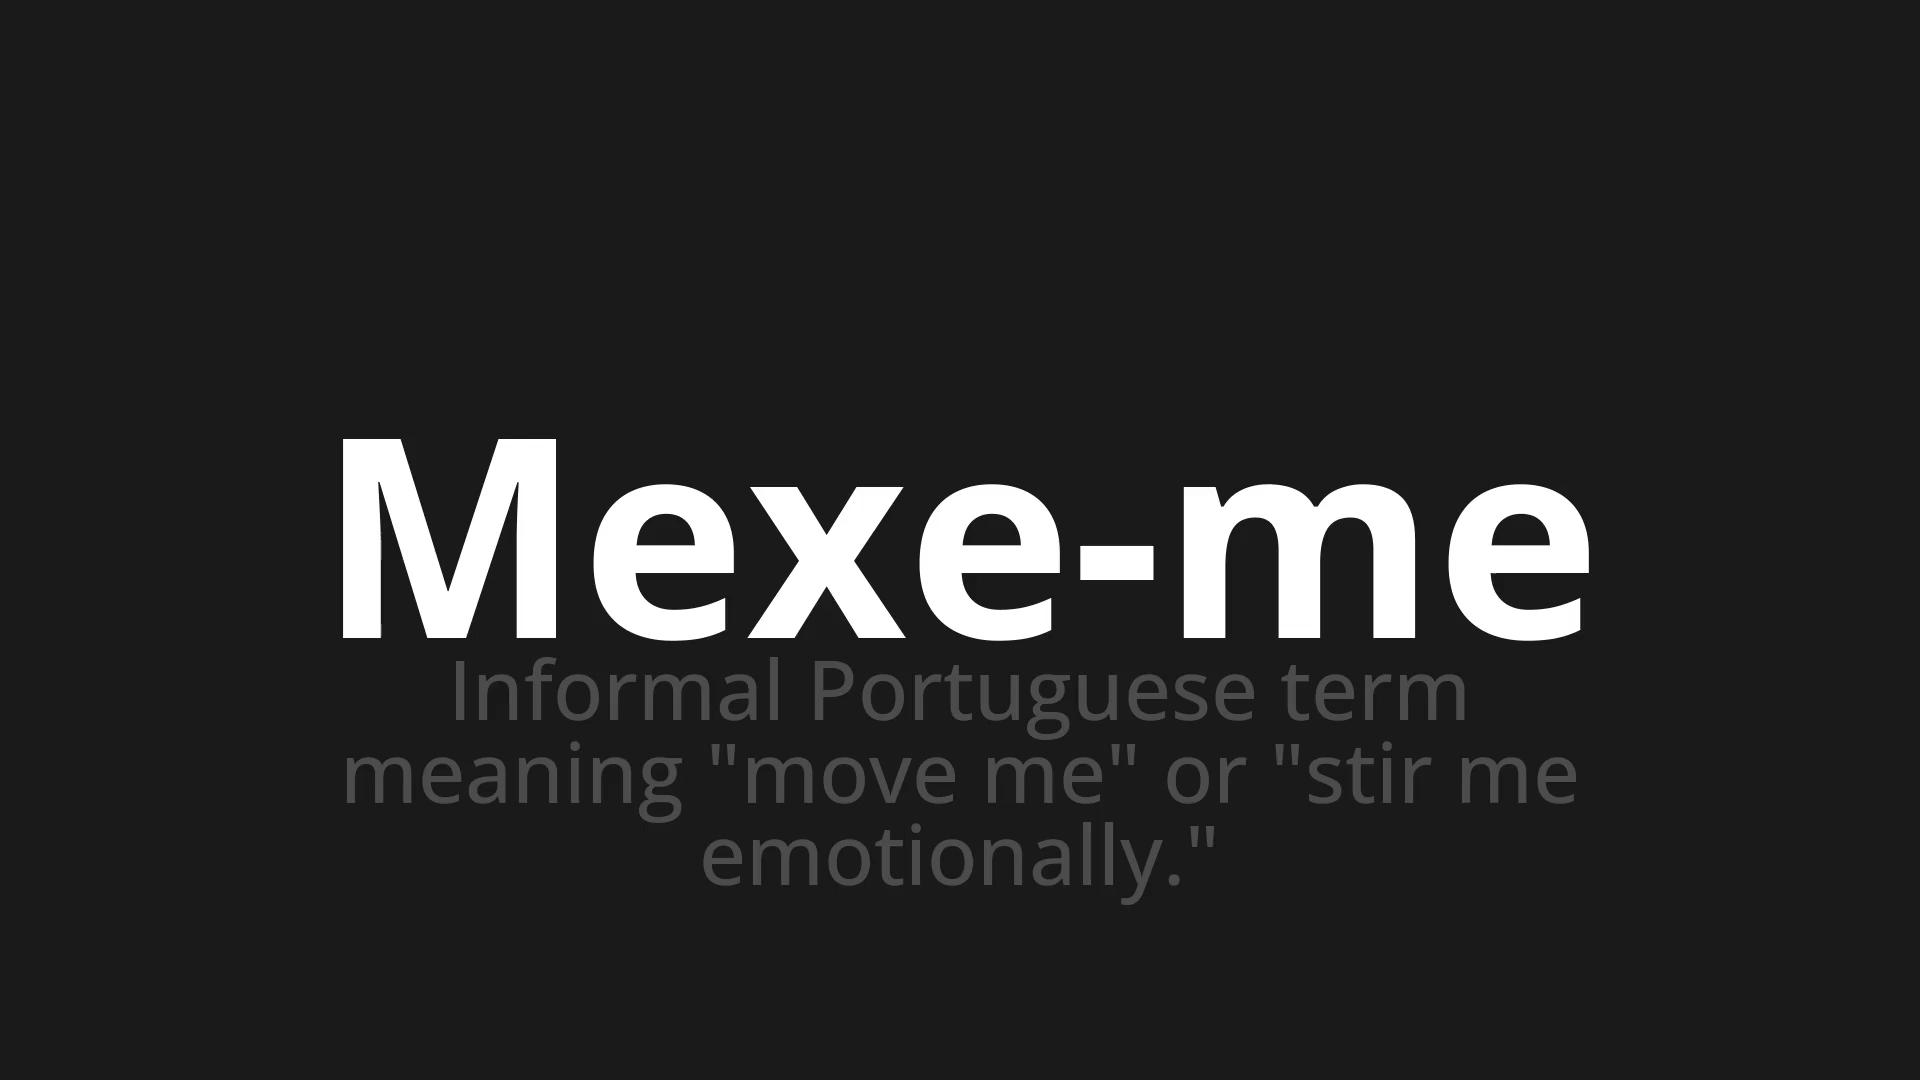 Mexe-me
Informal Portuguese term
meaning "move me" or "stir me
emotionally."